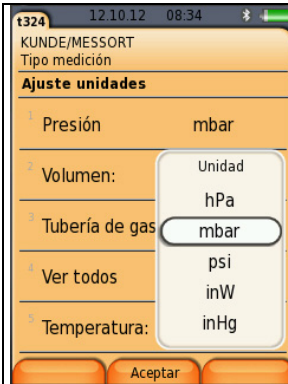 t324 12.10.12 08:34
KUNDE/MESSORT
Tipo medición
Ajuste unidades
1 Presión mbar
2 Volumen:
3 Tubería de gas
4 Ver todos
5 Temperatura:
Unidad
hPa
mbar
psi
inW
inHg
Aceptar